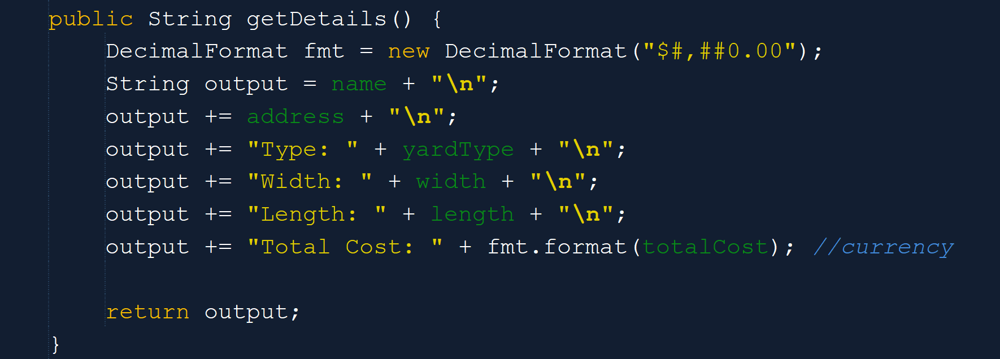 public String getDetails() {
    DecimalFormat fmt = new DecimalFormat("$#,##0.00");
    String output = name + "\n";
    output += address + "\n";
    output += "Type: " + yardType + "\n";
    output += "Width: " + width + "\n";
    output += "Length: " + length + "\n";
    output += "Total Cost: " + fmt.format(totalCost); //currency

    return output;
}